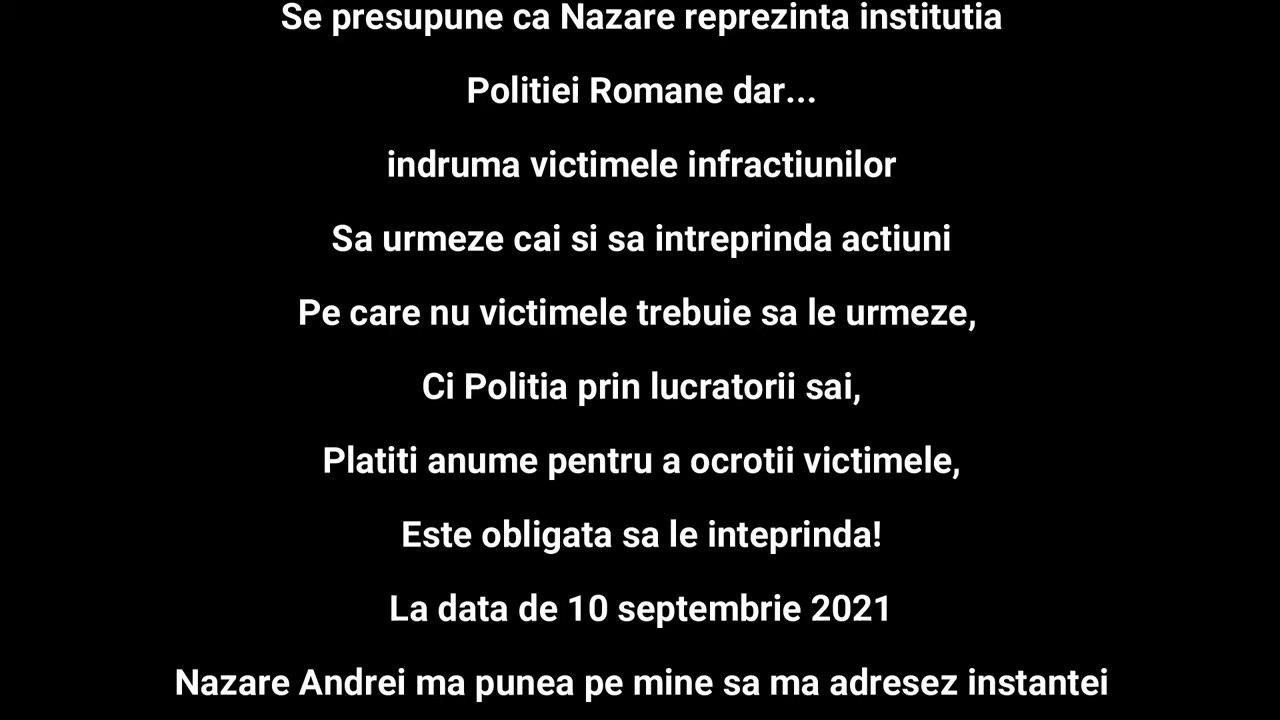 Se presupune ca Nazare reprezinta institutia
Politiei Romane dar...
indruma victimele infractiunilor
Sa urmeze cai si sa intreprinda actiuni
Pe care nu victimele trebuie sa le urmeze,
Ci Politia prin lucratorii sai,
Platiti anume pentru a ocrotii victimele,
Este obligata sa le inteprinda!
La data de 10 septembrie 2021
Nazare Andrei ma punea pe mine sa ma adresez instantei